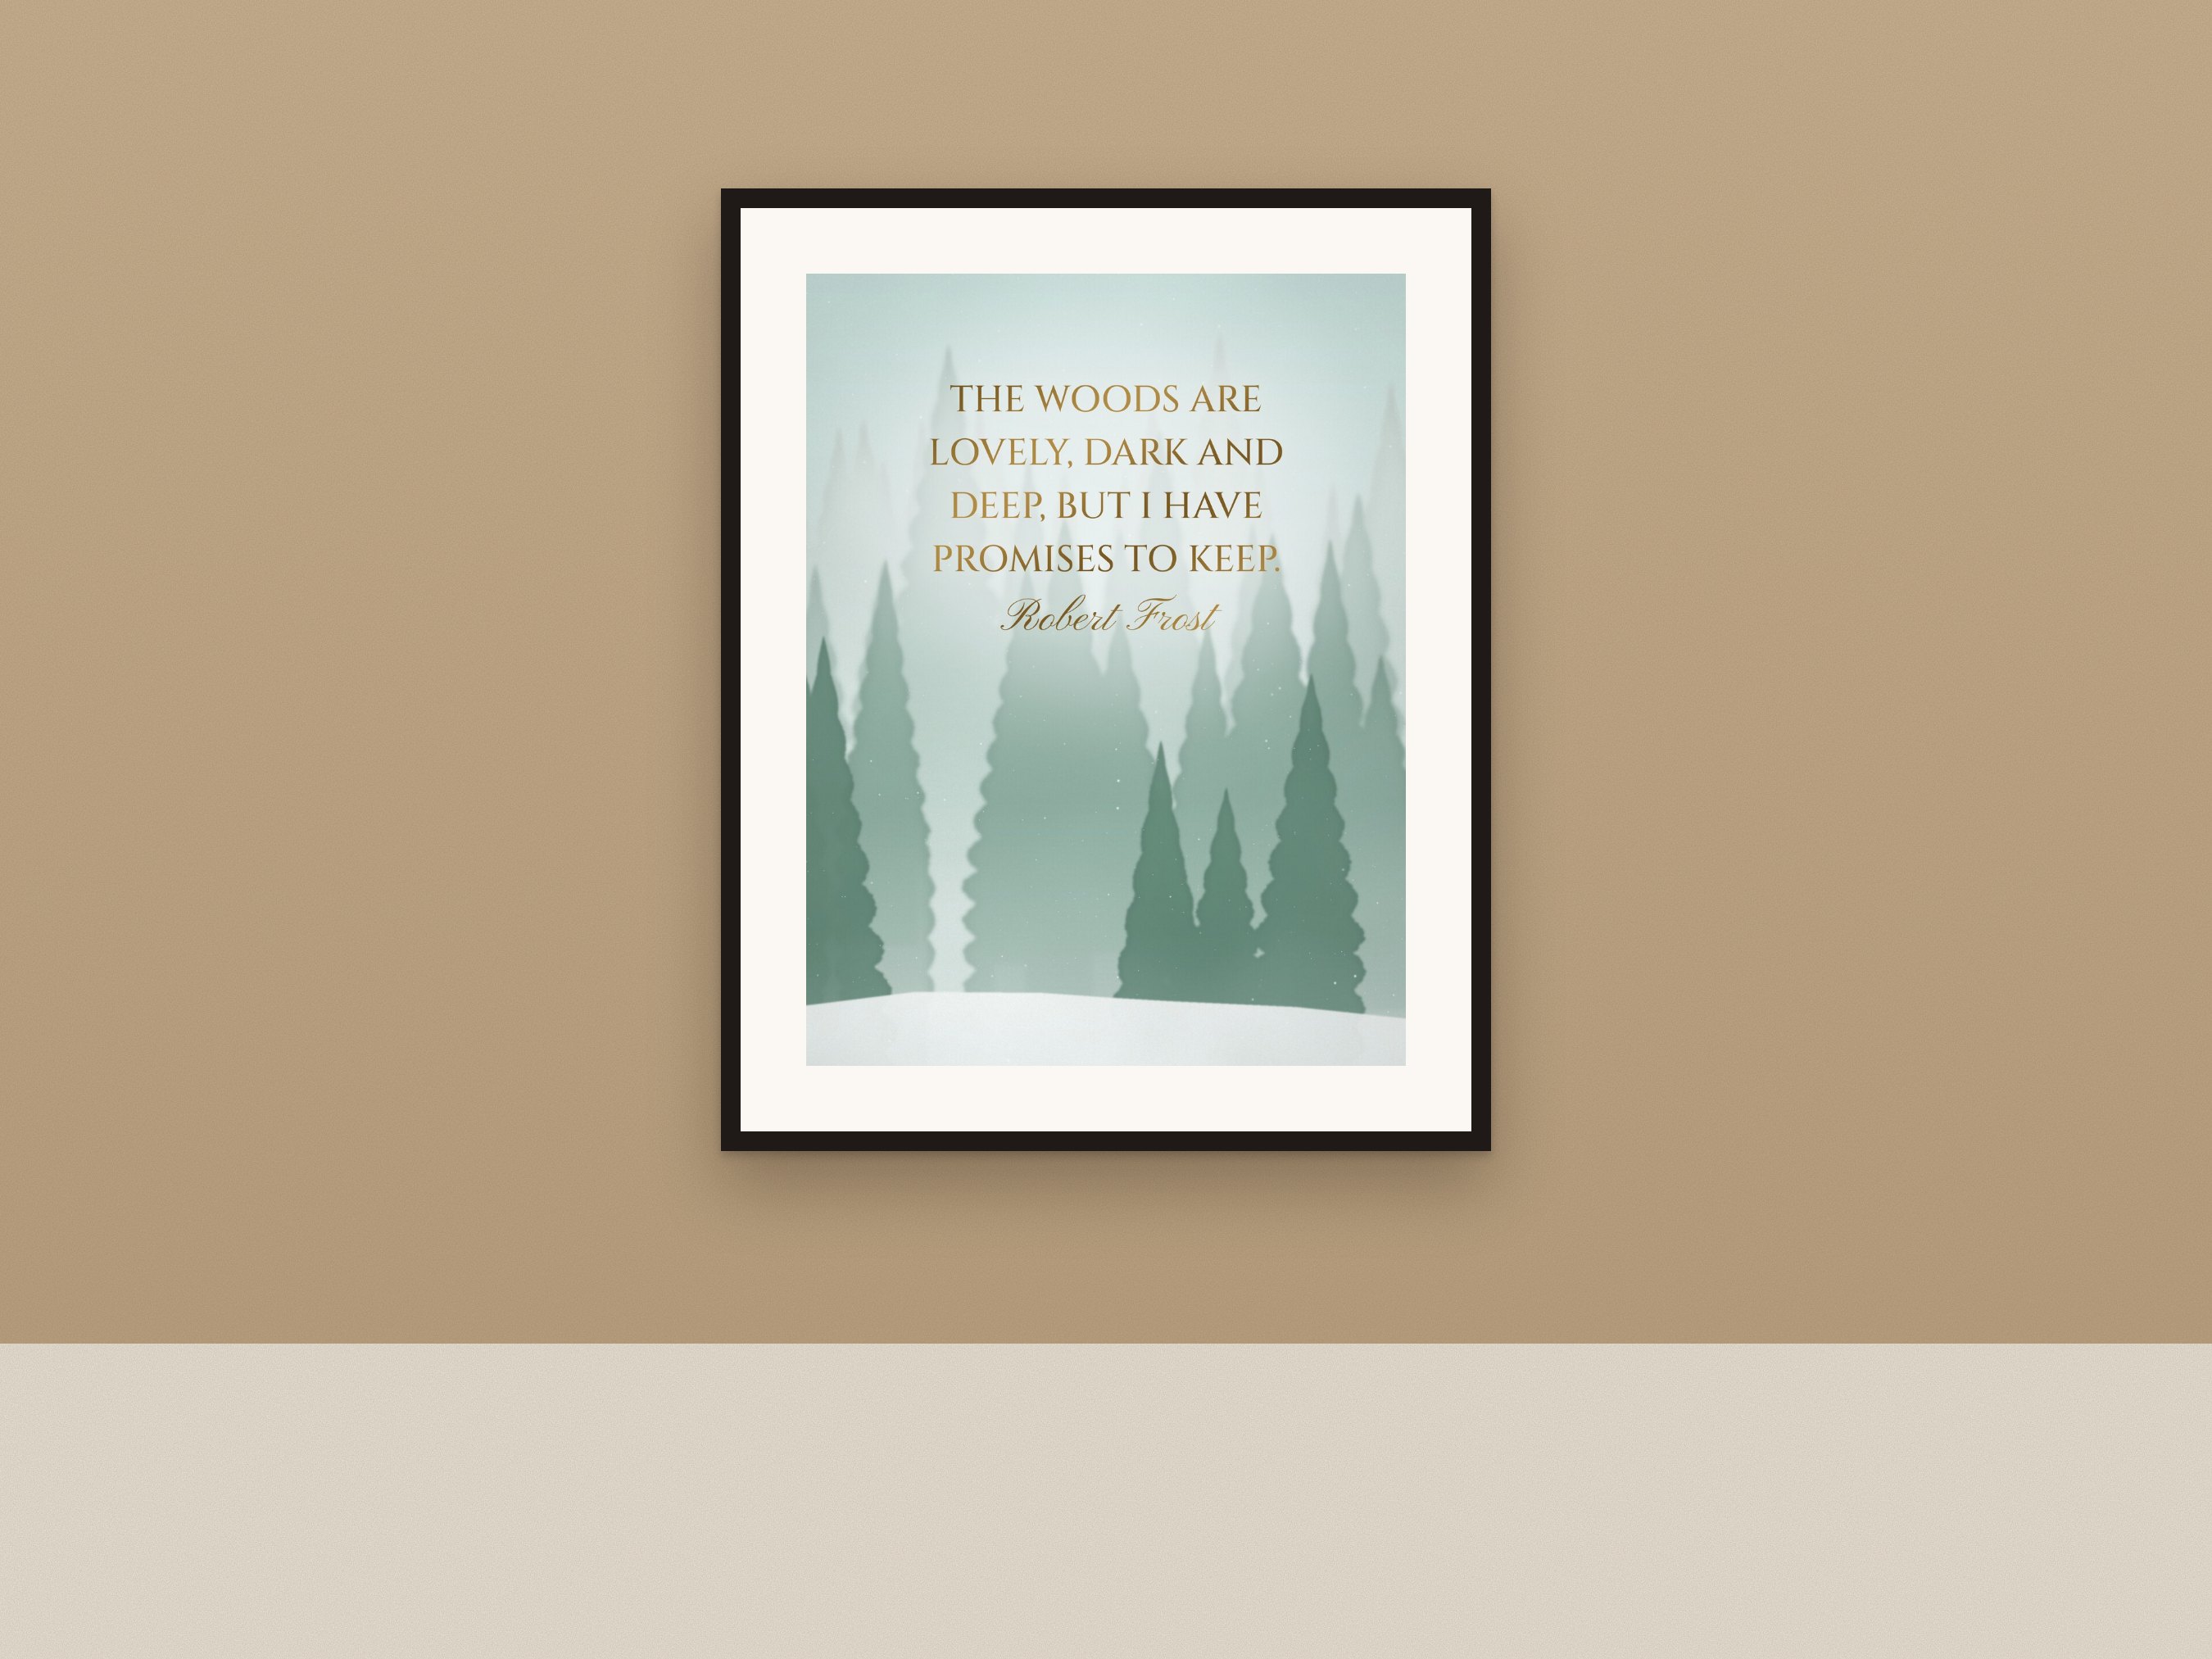 THE WOODS ARE
LOVELY, DARK AND
DEEP, BUT I HAVE
PROMISES TO KEEP.
Robert Frost